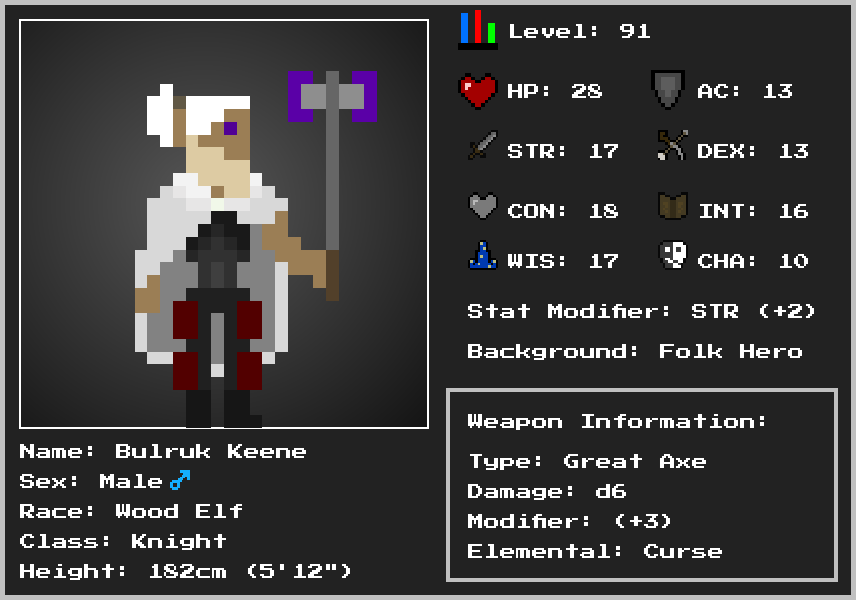 Level: 91
HP: 28
AC: 13
STR: 17
DEX: 13
CON: 18
INT: 16
WIS: 17
CHA: 10
Stat Modifier: STR (+2)
Background: Folk Hero
Weapon Information:
Type: Great Axe
Damage: d6
Modifier: (+3)
Elemental: Curse
Name: Bulruk Keene
Sex: Male♂
Race: Wood Elf
Class: Knight
Height: 182cm (5'12")